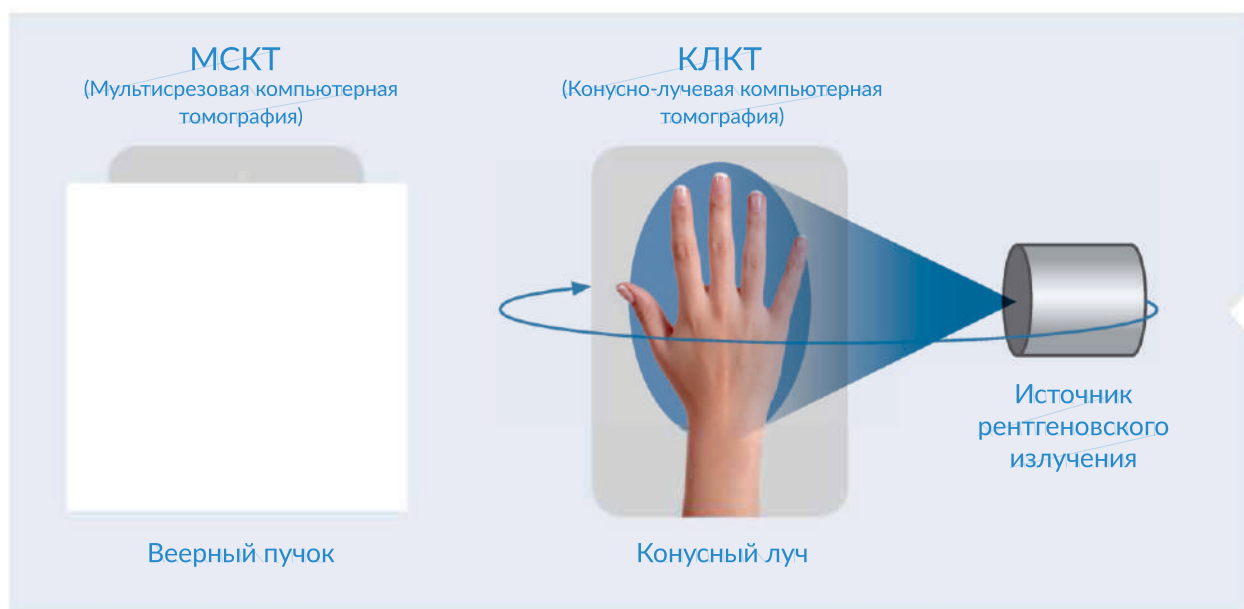 МСКТ
(Мультисрезовая компьютерная
томография)
КЛКТ
(Конусно-лучевая компьютерная
томография)
Источник
рентгеновского
излучения
Веерный пучок
Конусный луч